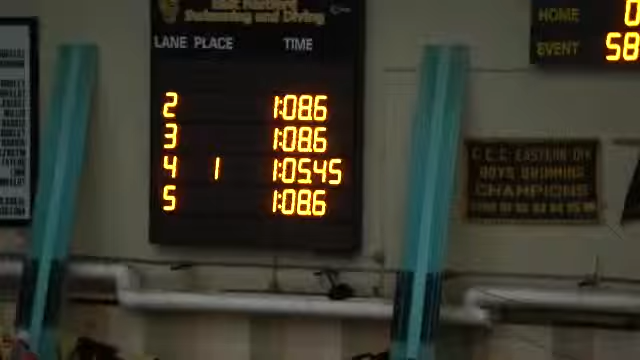 Swimming and Diving
LANE PLACE TIME
2 1:08.6
3 1:08.6
4 1 1:05.45
5 1:08.6
HOME 0
EVENT 58
C.C.C. EASTERN DIV
BOYS SWIMMING
CHAMPIONS